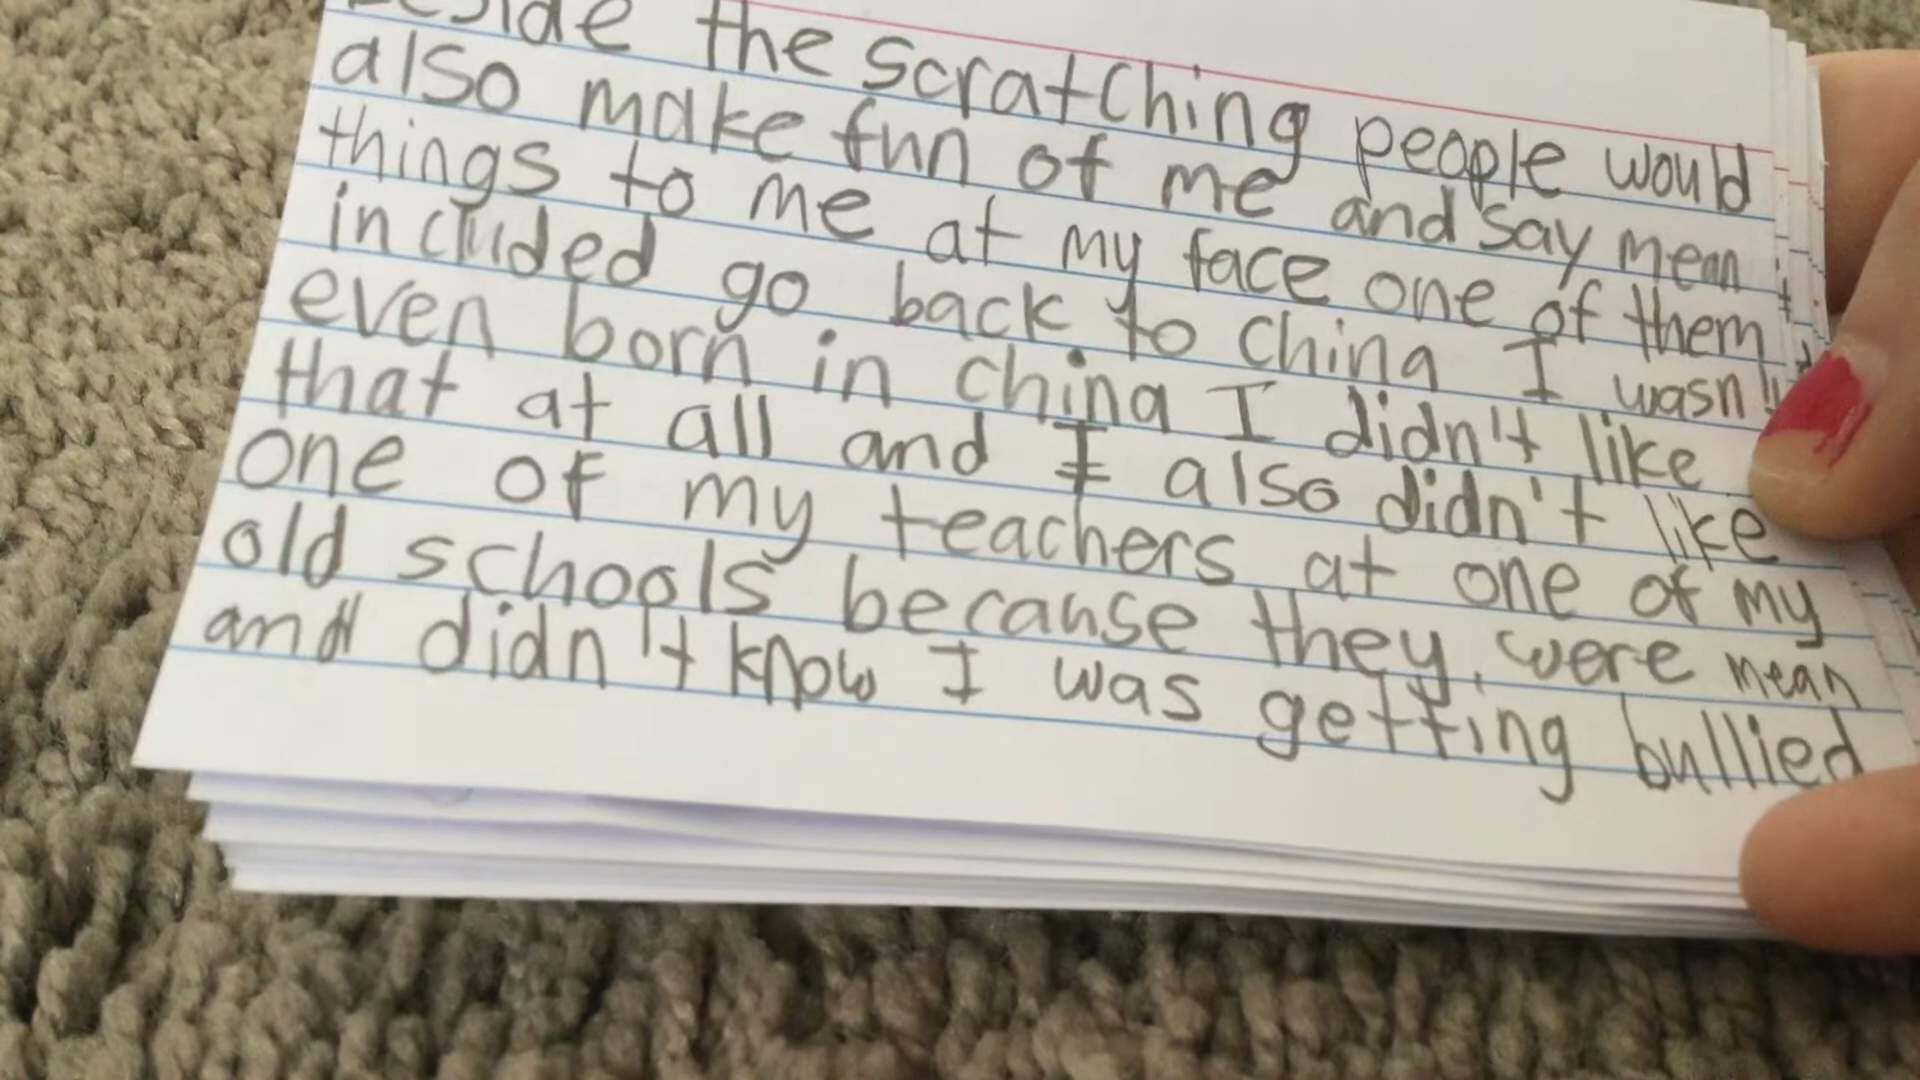 Beside the scratching people would
also make fun of me and say mean
things to me at my face one of them
included go back to China I wasn't
even born in china I didn't like
that at all and I also didn't like
one of my teachers at one of my
old schools because they were mean
and didn't know I was getting bullied